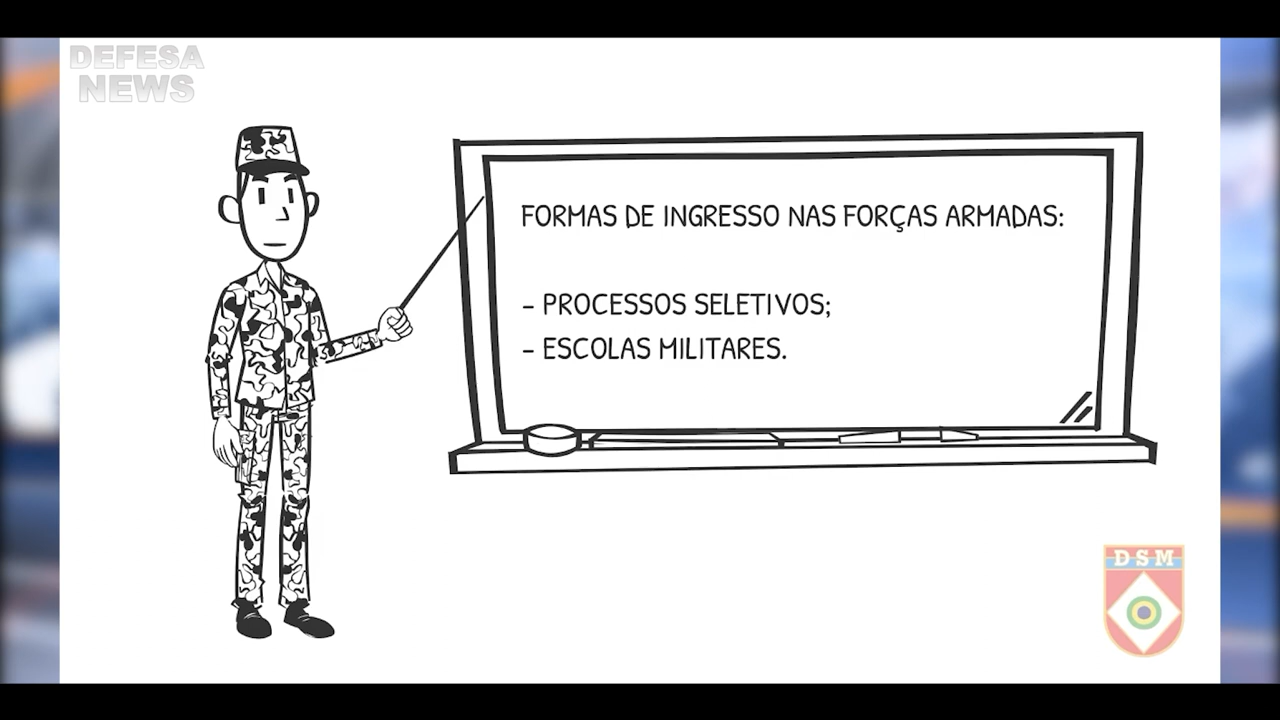 DEFESA
NEWS
FORMAS DE INGRESSO NAS FORÇAS ARMADAS:
- PROCESSOS SELETIVOS;
- ESCOLAS MILITARES.
DSM